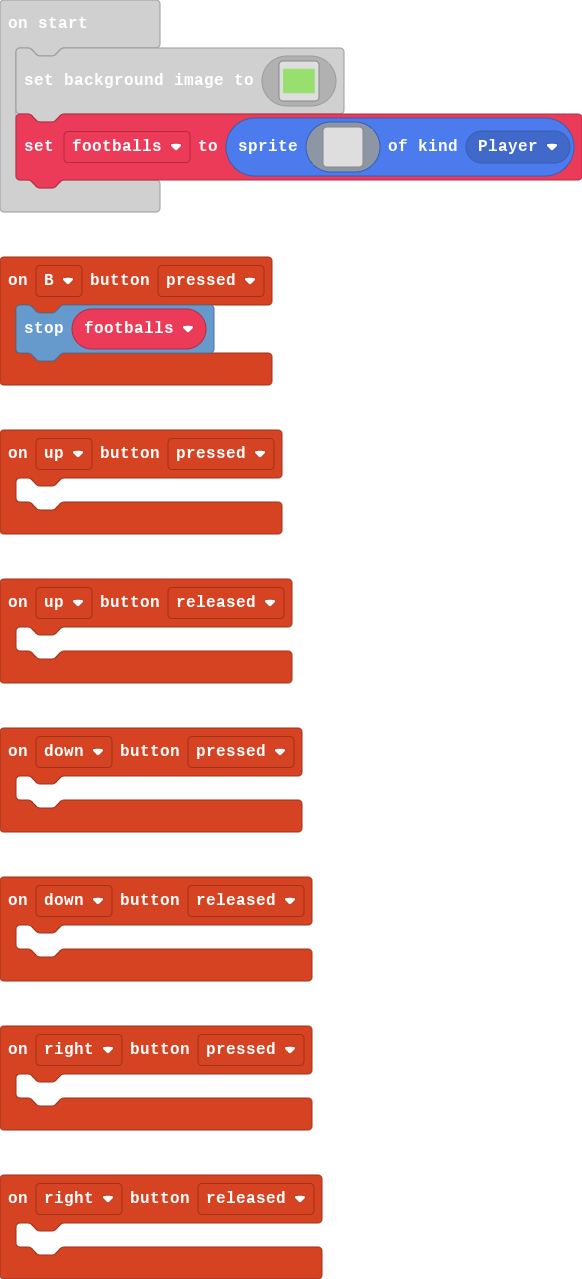 on start
set background image to
set footballs to sprite of kind Player
on B button pressed
stop footballs
on up button pressed
on up button released
on down button pressed
on down button released
on right button pressed
on right button released